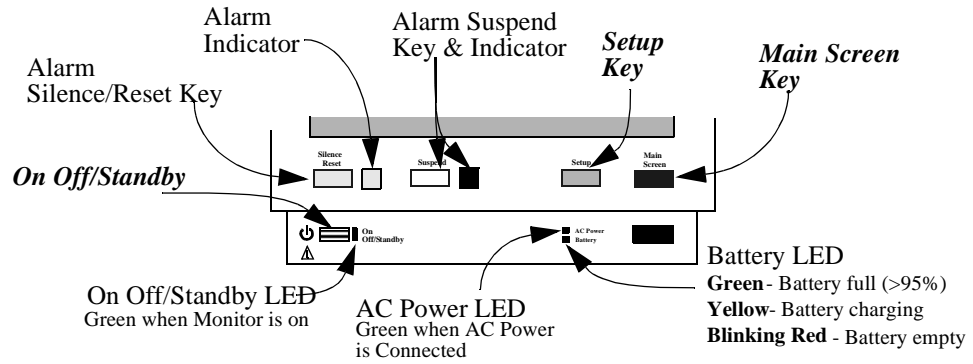 Alarm
Indicator
Alarm Suspend
Key & Indicator
Setup
Key
Main Screen
Key
Alarm
Silence/Reset Key
Silence
Reset
Suspend
Setup
Main
Screen
On Off/Standby
On
Off/Standby
AC Power
Battery
On Off/Standby LED
Green when Monitor is on
AC Power LED
Green when AC Power
is Connected
Battery LED
Green - Battery full (>95%)
Yellow- Battery charging
Blinking Red - Battery empty